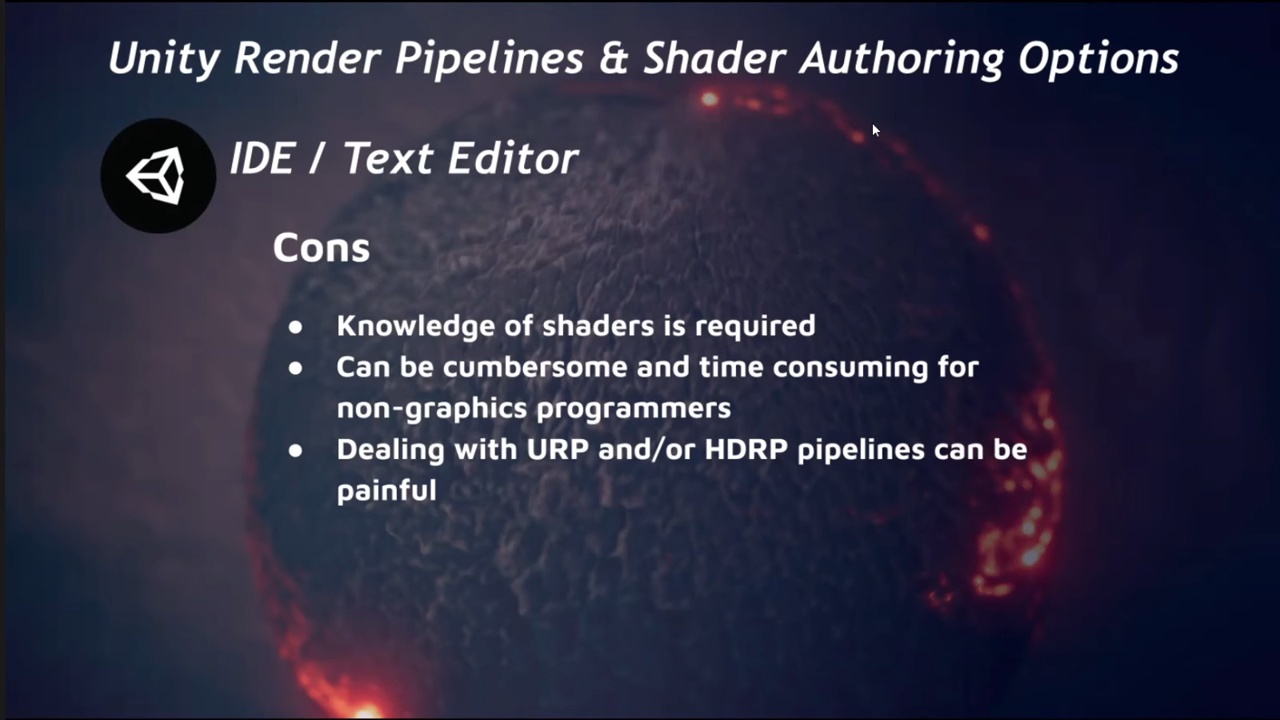 Unity Render Pipelines & Shader Authoring Options
IDE / Text Editor
Cons
● Knowledge of shaders is required
● Can be cumbersome and time consuming for
non-graphics programmers
● Dealing with URP and/or HDRP pipelines can be
painful